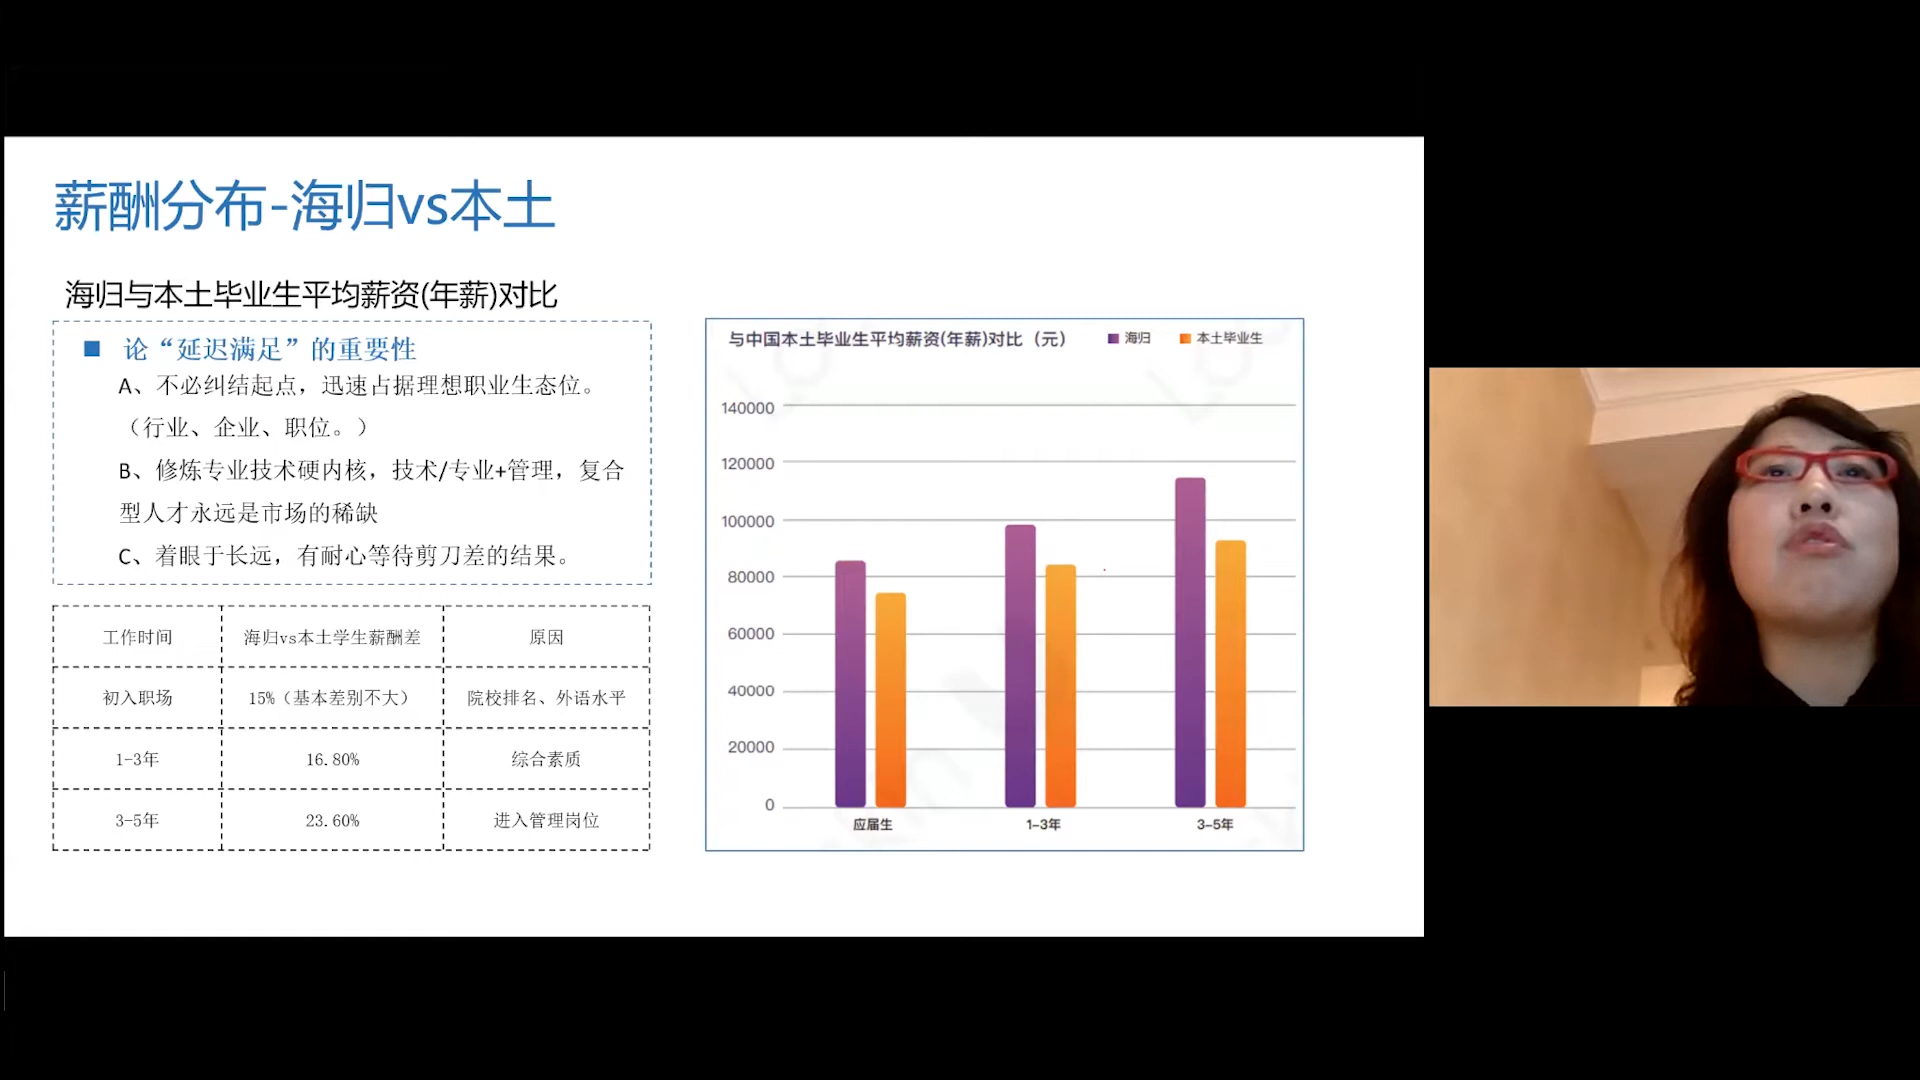 薪酬分布-海归vs本土
海归与本土毕业生平均薪资(年薪)对比
论“延迟满足”的重要性
A、不必纠结起点，迅速占据理想职业生态位。
（行业、企业、职位。）
B、修炼专业技术硬内核，技术/专业+管理，复合
型人才永远是市场的稀缺
C、着眼于长远，有耐心等待剪刀差的结果。
工作时间 海归vs本土学生薪酬差 原因
初入职场 15%（基本差别不大） 院校排名、外语水平
1-3年 16.80% 综合素质
3-5年 23.60% 进入管理岗位
与中国本土毕业生平均薪资(年薪)对比（元） 海归 本土毕业生
140000
120000
100000
80000
60000
40000
20000
0
应届生 1-3年 3-5年